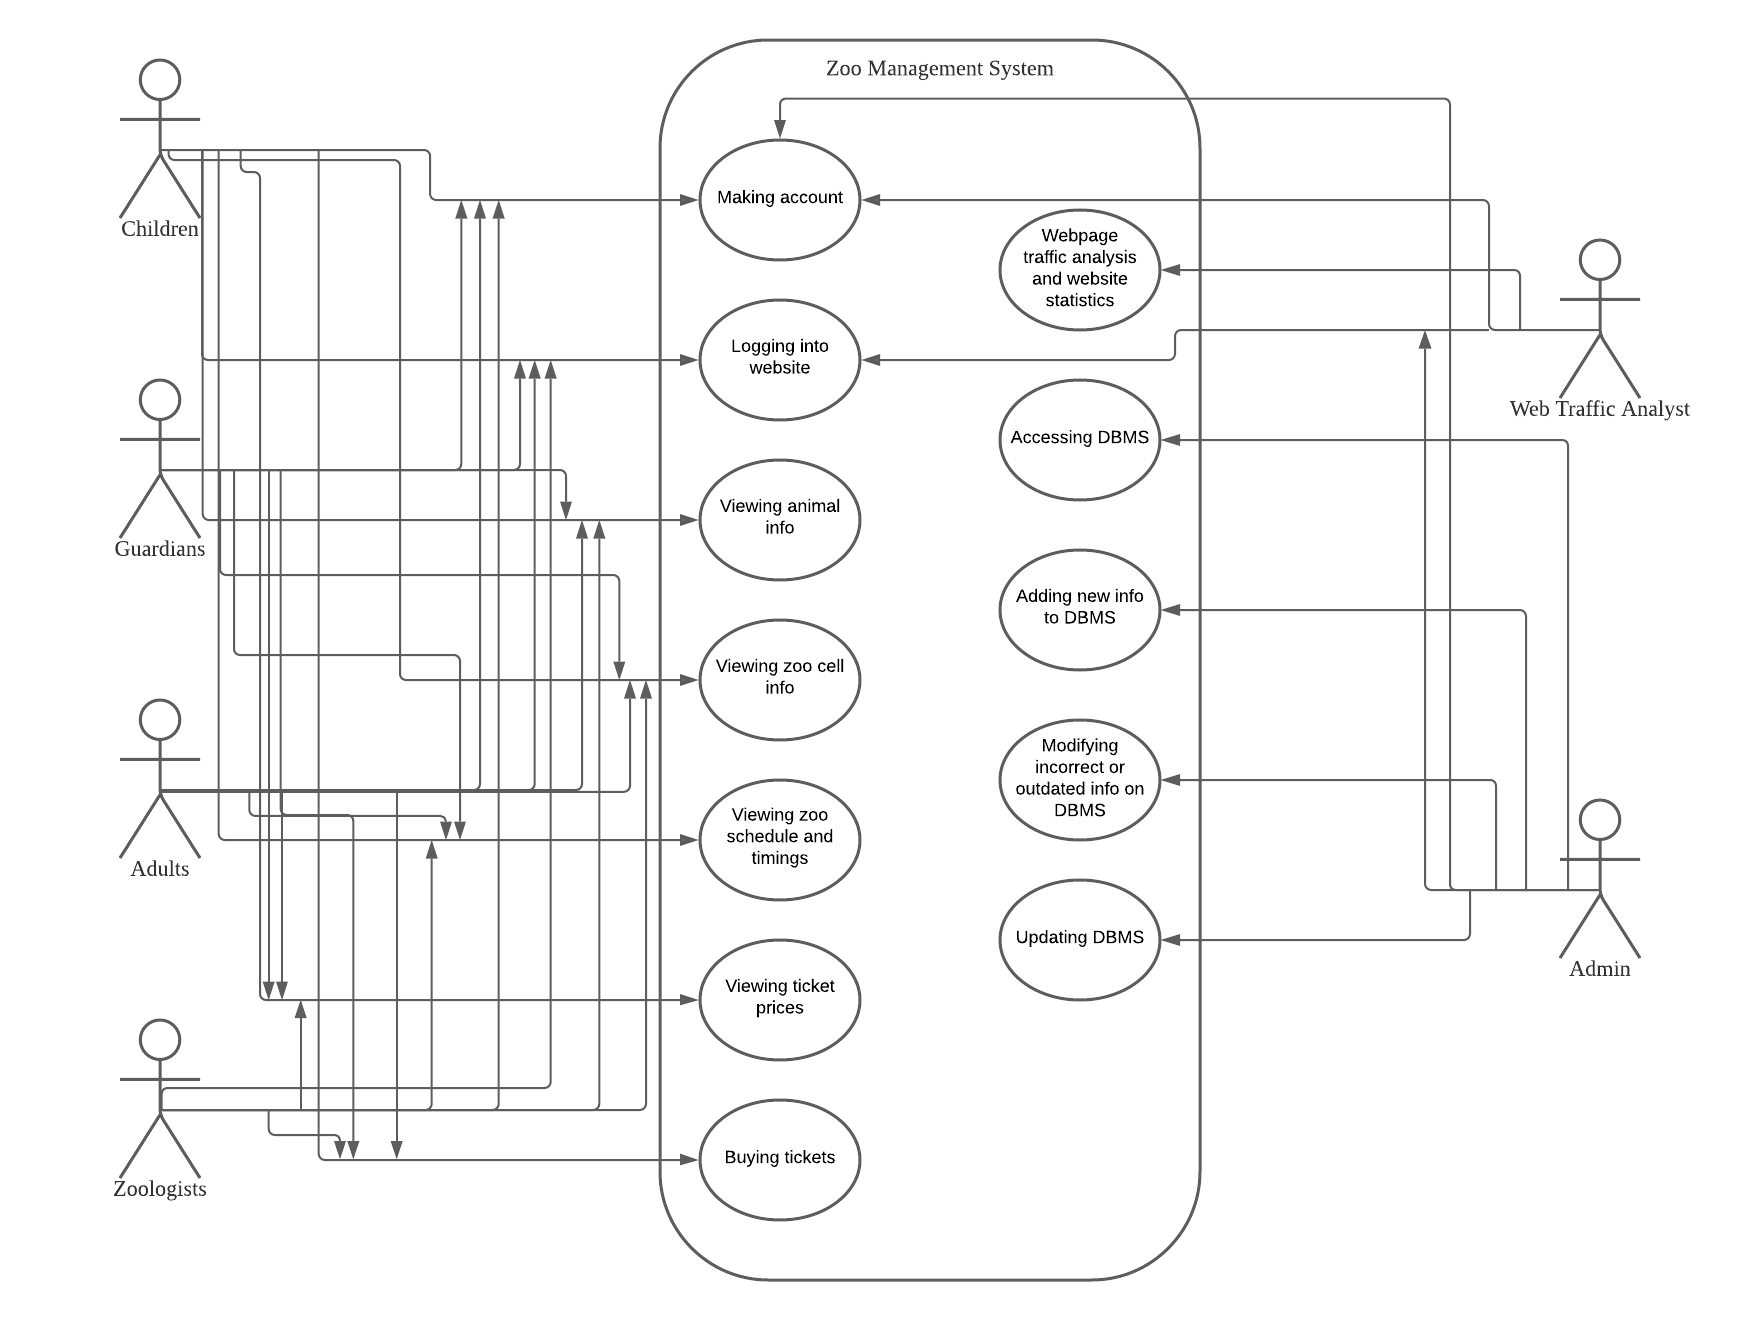 Zoo Management System
Children
Guardians
Adults
Zoologists
Making account
Logging into
website
Viewing animal
info
Viewing zoo cell
info
Viewing zoo
schedule and
timings
Viewing ticket
prices
Buying tickets
Webpage
traffic analysis
and website
statistics
Accessing DBMS
Adding new info
to DBMS
Modifying
incorrect or
outdated info on
DBMS
Updating DBMS
Web Traffic Analyst
Admin